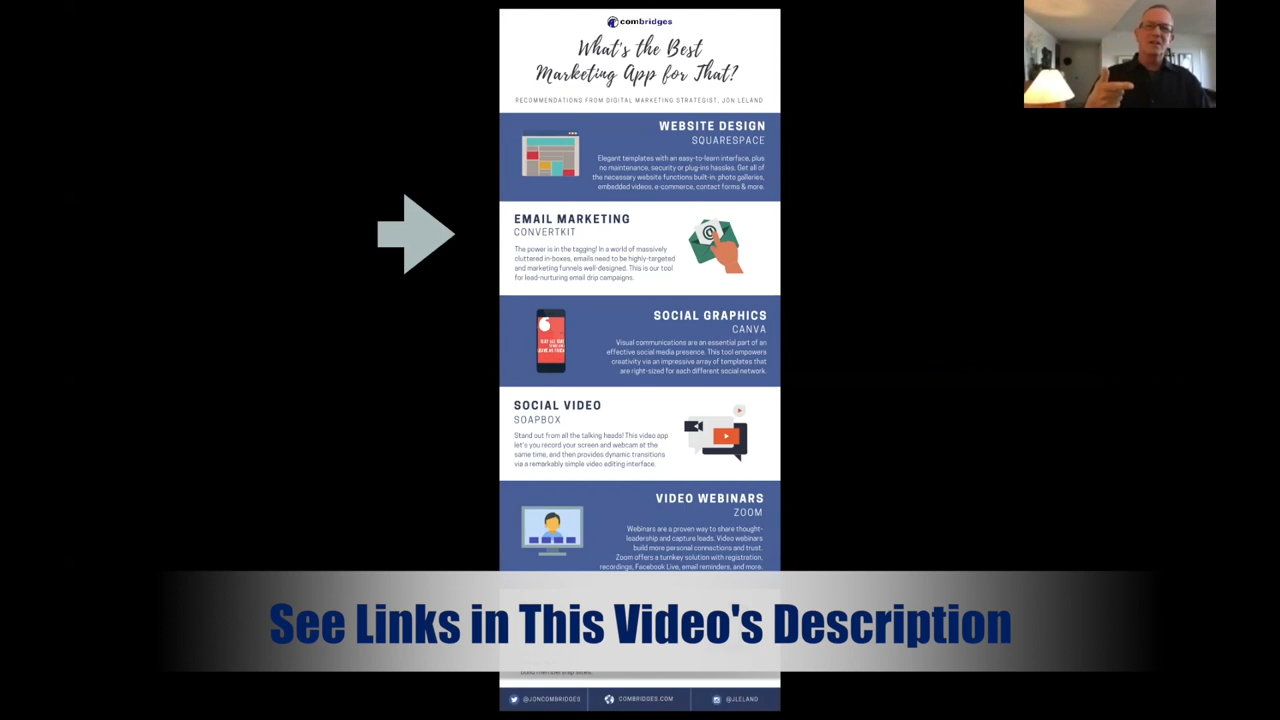 combridges
What's the Best
Marketing App for That?
RECOMMENDATIONS FROM DIGITAL MARKETING STRATEGIST, JON LELAND
WEBSITE DESIGN
SQUARESPACE
Elegant templates with an easy-to-learn interface, plus
no maintenance, security or plug-ins hassles. Get all of
the necessary website functions built-in: photo galleries,
embedded videos, e-commerce, contact forms & more.
EMAIL MARKETING
CONVERTKIT
The power is in the tagging! In a world of massively
cluttered in-boxes, emails need to be highly-targeted
and marketing funnels well-designed. This is our tool
for lead-nurturing email drip campaigns.
SOCIAL GRAPHICS
CANVA
Visual communications are an essential part of an
effective social media presence. This tool empowers
creativity via an impressive array of templates that
are right-sized for each different social network.
SOCIAL VIDEO
SOAPBOX
Stand out from all the talking heads! This video app
let's you record your screen and webcam at the
same time, and then provides dynamic transitions
via a remarkably simple video editing interface.
VIDEO WEBINARS
ZOOM
Webinars are a proven way to share thought-
leadership and capture leads. Video webinars
build more personal connections and trust.
Zoom offers a turnkey solution with registration,
recordings, Facebook Live, email reminders, and more.
See Links in This Video's Description
build membership sites.
@JONCOMBRIDGES
COMBRIDGES.COM
@JLELAND